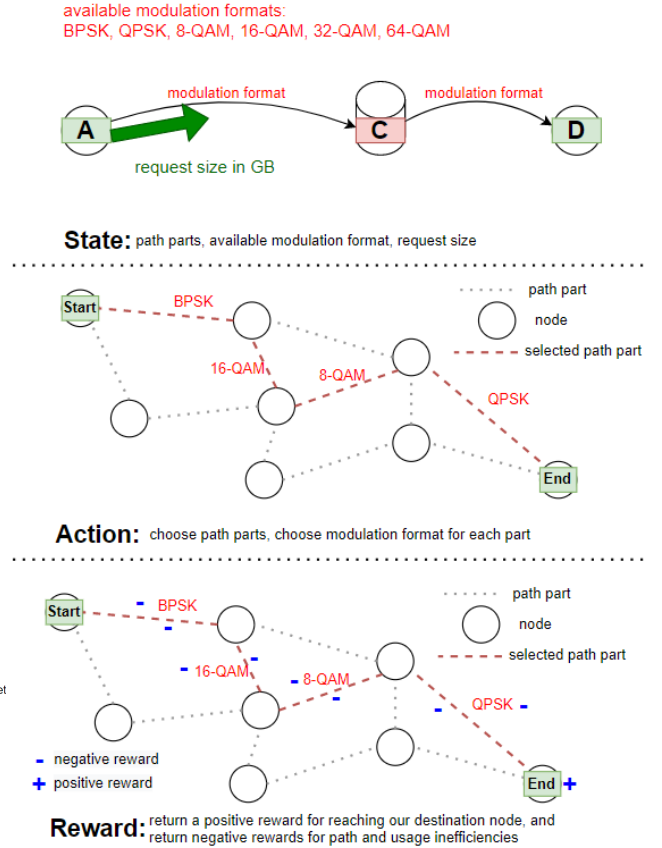 available modulation formats:
BPSK, QPSK, 8-QAM, 16-QAM, 32-QAM, 64-QAM
modulation format
modulation format
A
C
D
request size in GB
State: path parts, available modulation format, request size
Start
BPSK
16-QAM
8-QAM
QPSK
End
path part
node
selected path part
Action: choose path parts, choose modulation format for each part
Start
- BPSK
-
- 16-QAM -
- 8-QAM
-
- QPSK -
End +
path part
node
selected path part
et
- negative reward
+ positive reward
Reward: return a positive reward for reaching our destination node, and
return negative rewards for path and usage inefficiencies